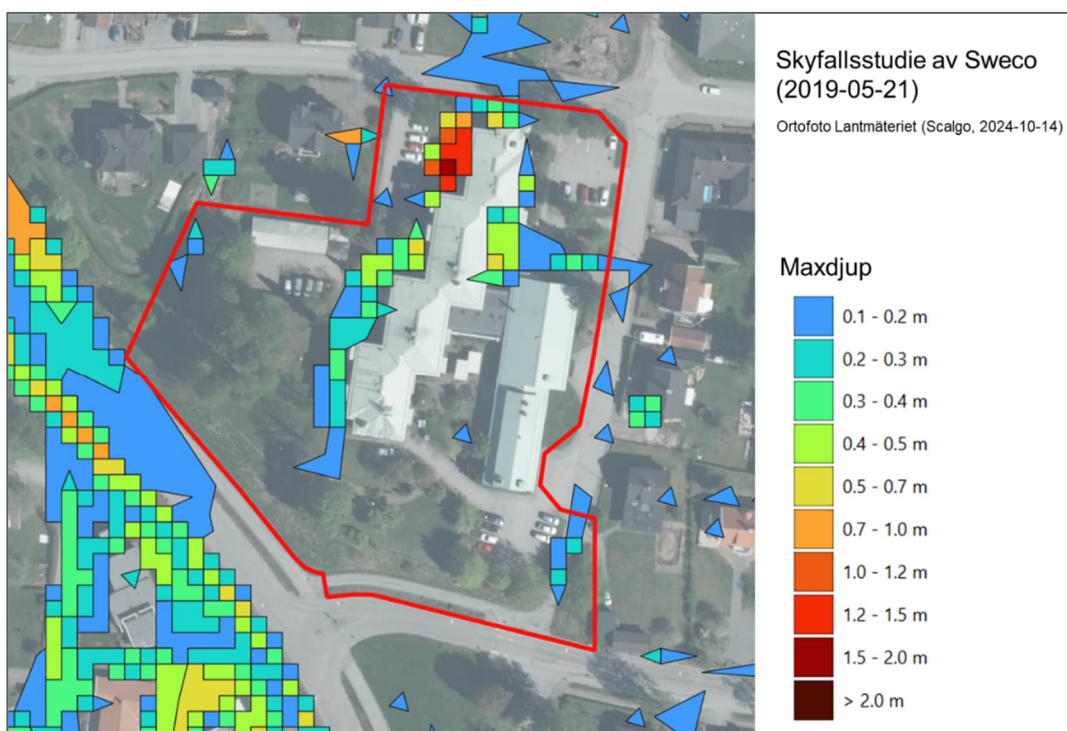 Skyfallsstudie av Sweco
(2019-05-21)
Ortofoto Lantmäteriet (Scalgo, 2024-10-14)
Maxdjup
0.1 - 0.2 m
0.2 - 0.3 m
0.3 - 0.4 m
0.4 - 0.5 m
0.5 - 0.7 m
0.7 - 1.0 m
1.0 - 1.2 m
1.2 - 1.5 m
1.5 - 2.0 m
> 2.0 m